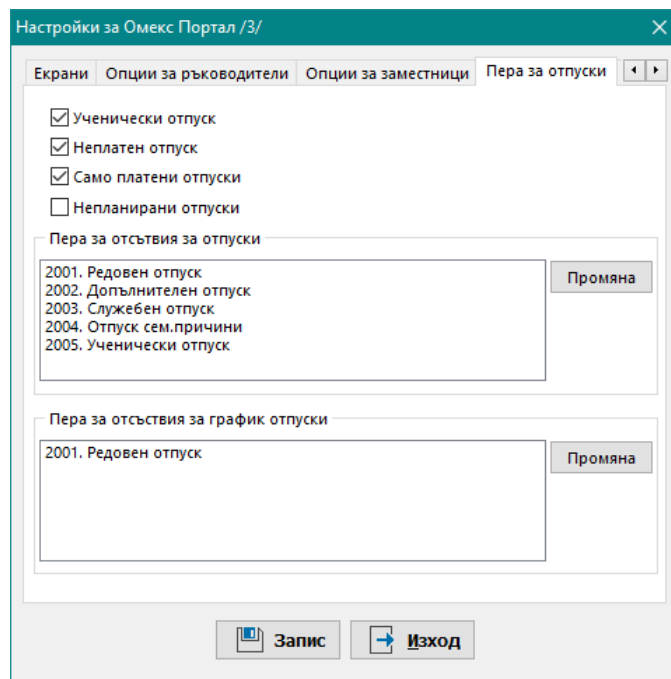 Настройки за Омекс Портал /3/
Екрани Опции за ръководители Опции за заместници Пера за отпуски
Ученически отпуск
Неплатен отпуск
Само платени отпуски
Непланирани отпуски
Пера за отсътвия за отпуски
2001. Редовен отпуск
2002. Допълнителен отпуск
2003. Служебен отпуск
2004. Отпуск сем.причини
2005. Ученически отпуск
Промяна
Пера за отсъствия за график отпуски
2001. Редовен отпуск
Промяна
Запис Изход